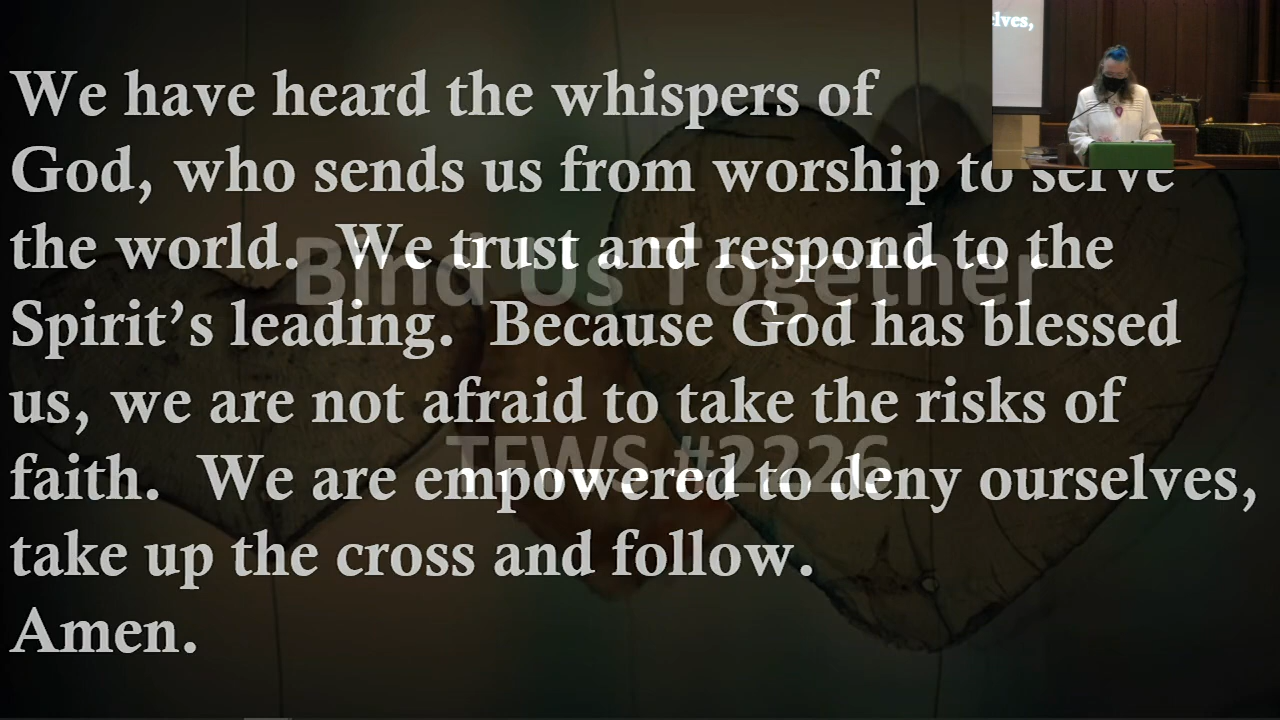 elves,
We have heard the whispers of
God, who sends us from worship to serve
the world.  We trust and respond to the
Spirit’s leading.  Because God has blessed
us, we are not afraid to take the risks of
faith.  We are empowered to deny ourselves,
take up the cross and follow.
Amen.
Bind Us Together
TFWS #2226